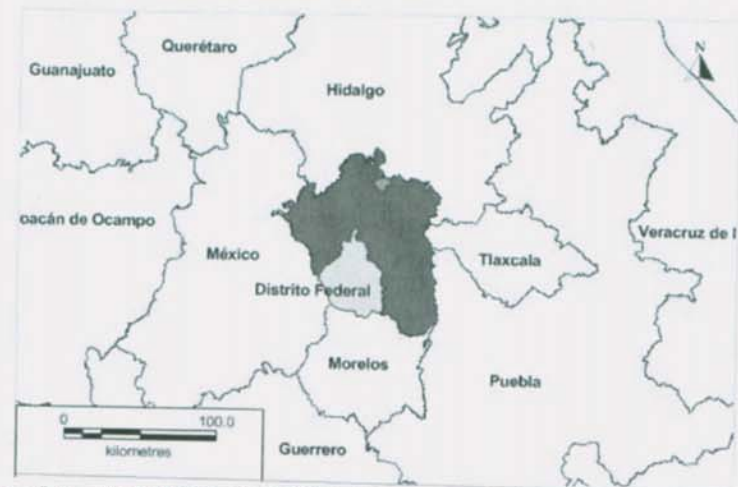 Querétaro
N
Guanajuato
Hidalgo
oacán de Ocampo
México
Tlaxcala
Veracruz de I
Distrito Federal
Morelos
Puebla
0 100.0
kilometres
Guerrero